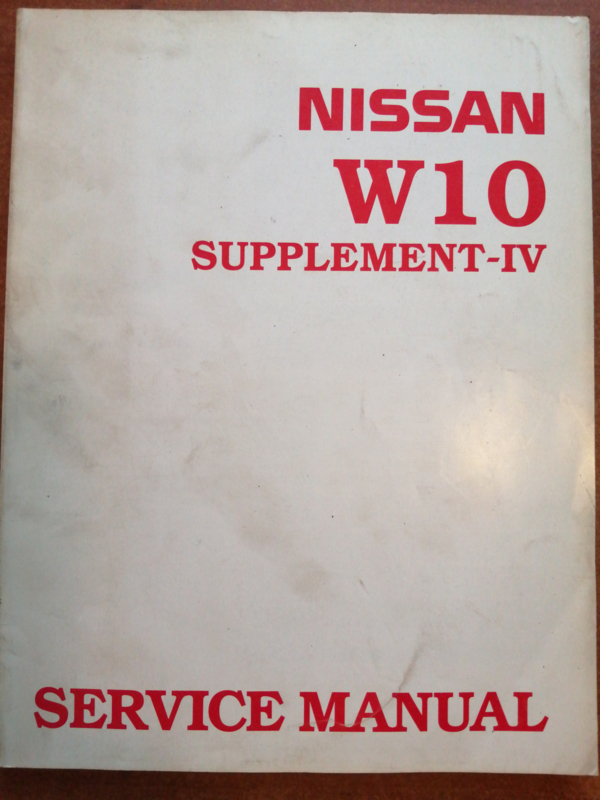 NISSAN
W10
SUPPLEMENT-IV
SERVICE MANUAL